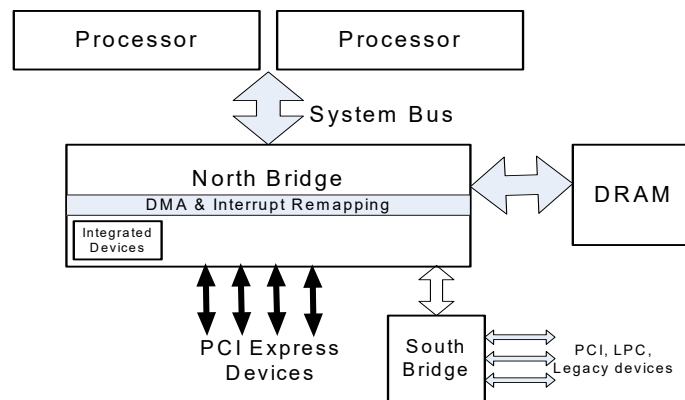 Processor
Processor
System Bus
North Bridge
DMA & Interrupt Remapping
Integrated
Devices
DRAM
PCI Express
Devices
South
Bridge
PCI, LPC,
Legacy devices